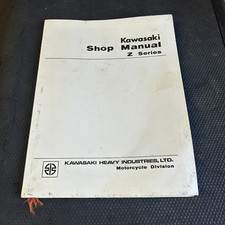 Kawasaki
Shop Manual
Z Series
KAWASAKI HEAVY INDUSTRIES, LTD.
Motorcycle Division